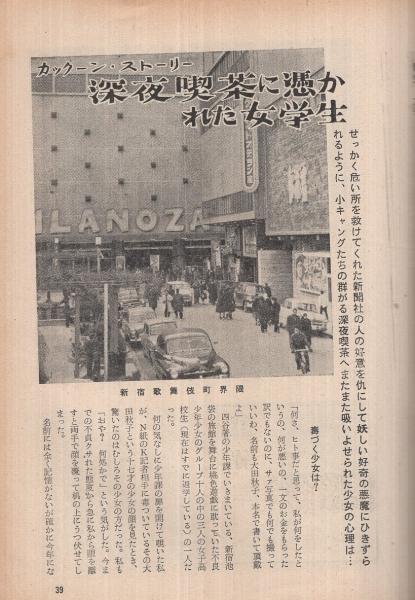 カックーン・ストーリー
深夜喫茶に憑か
れた女学生
せっかく危い所を救けてくれた新聞社の人の好意を仇にして妖しい好奇の悪魔にひきずら
れるように、小キャングたちの群がる深夜喫茶へまたまた吸いよせられた少女の心理は…
MILANOZA
新宿歌舞伎町界隈
毒づく少女は？
「何さ、ヒト事だと思って、私が何をしたと
いうの、何が悪いの、一文のお金をもらった
訳でもないのに、サア写真でも何でも撮って
いいわ、名前も大田秋子、本名で書いて頂戴
よ」
四谷署の少年課でいきまいている、新宿池
袋の旅館を舞台に桃色遊戯に耽っていた不良
少年少女のグループ十人の中の三人の女子高
校生（現在はすでに退学している）の一人だ
った。
何の気なしに少年課の扉を開けて覗いた私
が、N紙のK記者相手に毒づいているその大
田秋子という十七才の少女の顔を見たとき、
驚いたのはむしろその少女の方だった。私も
「おや？何処かで」という気がした。今ま
での不貞クサれた態度から急に私から眼を離
すと両手で顔を覆って机の上にうつ伏せてし
まった。
名前には全く記憶がないが確かに今年にな
39